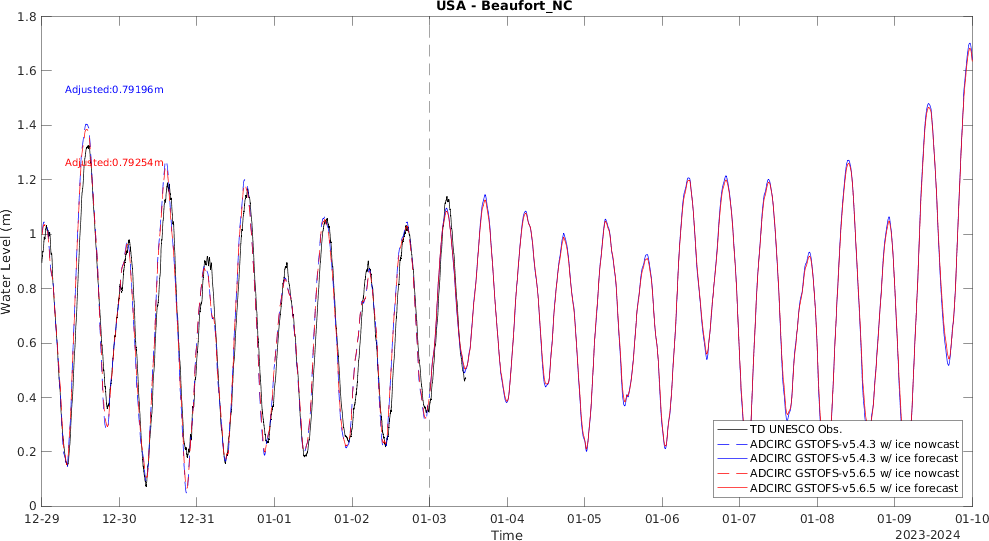 USA - Beaufort_NC
1.8
1.6
1.4
1.2
1
0.8
0.6
0.4
0.2
0
Water Level (m)
Adjusted:0.79196m
Adjusted:0.79254m
TD UNESCO Obs.
ADCIRC GSTOFS-v5.4.3 w/ ice nowcast
ADCIRC GSTOFS-v5.4.3 w/ ice forecast
ADCIRC GSTOFS-v5.6.5 w/ ice nowcast
ADCIRC GSTOFS-v5.6.5 w/ ice forecast
12-29 12-30 12-31 01-01 01-02 01-03 01-04 01-05 01-06 01-07 01-08 01-09 01-10
Time
2023-2024